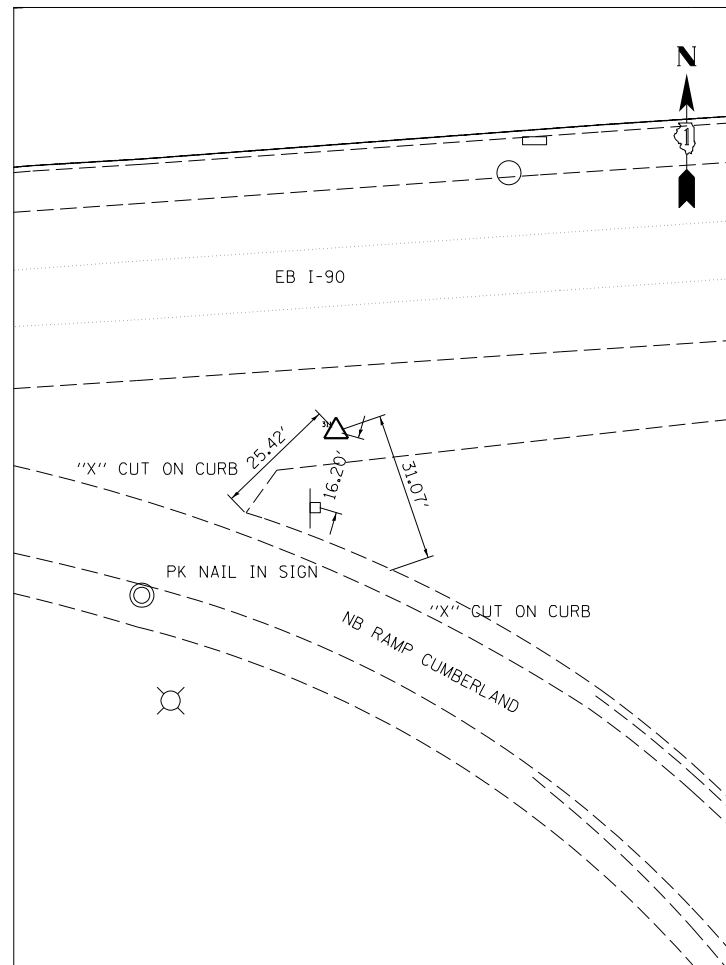 N
1
EB I-90
25.42'
16.20'
31.07'
"X" CUT ON CURB
PK NAIL IN SIGN
"X" CUT ON CURB
NB RAMP CUMBERLAND